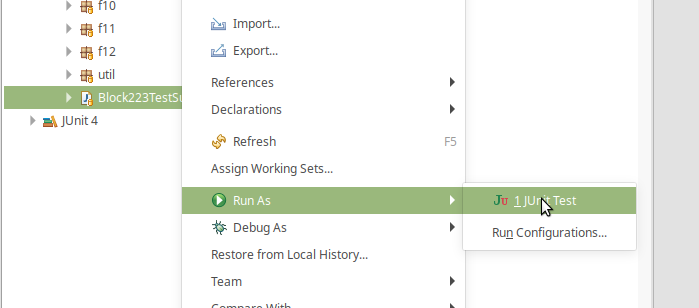 f10
Import...
f11
f12
Export...
util
References
Block223TestSu
Declarations
JUnit 4
Refresh F5
Assign Working Sets...
Run As
JU 1 JUnit Test
Debug As
Run Configurations...
Restore from Local History...
Team
Compare With